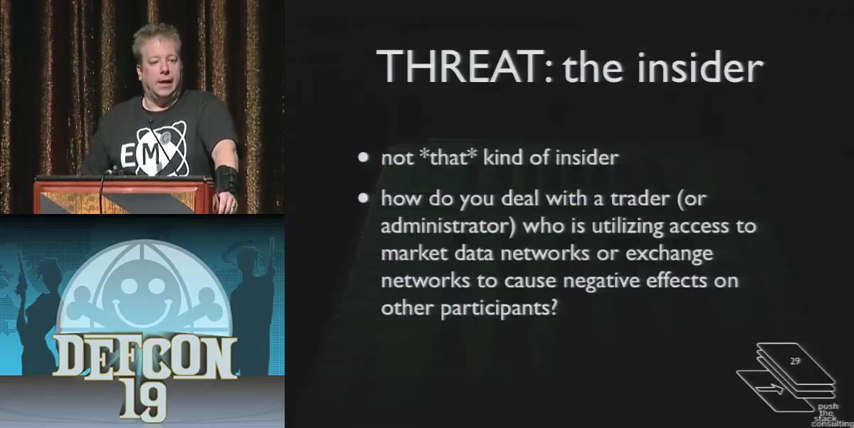 THREAT: the insider
not *that* kind of insider
how do you deal with a trader (or
administrator) who is utilizing access to
market data networks or exchange
networks to cause negative effects on
other participants?
EM
DEFCON
19
29
push
the
stack
consulting